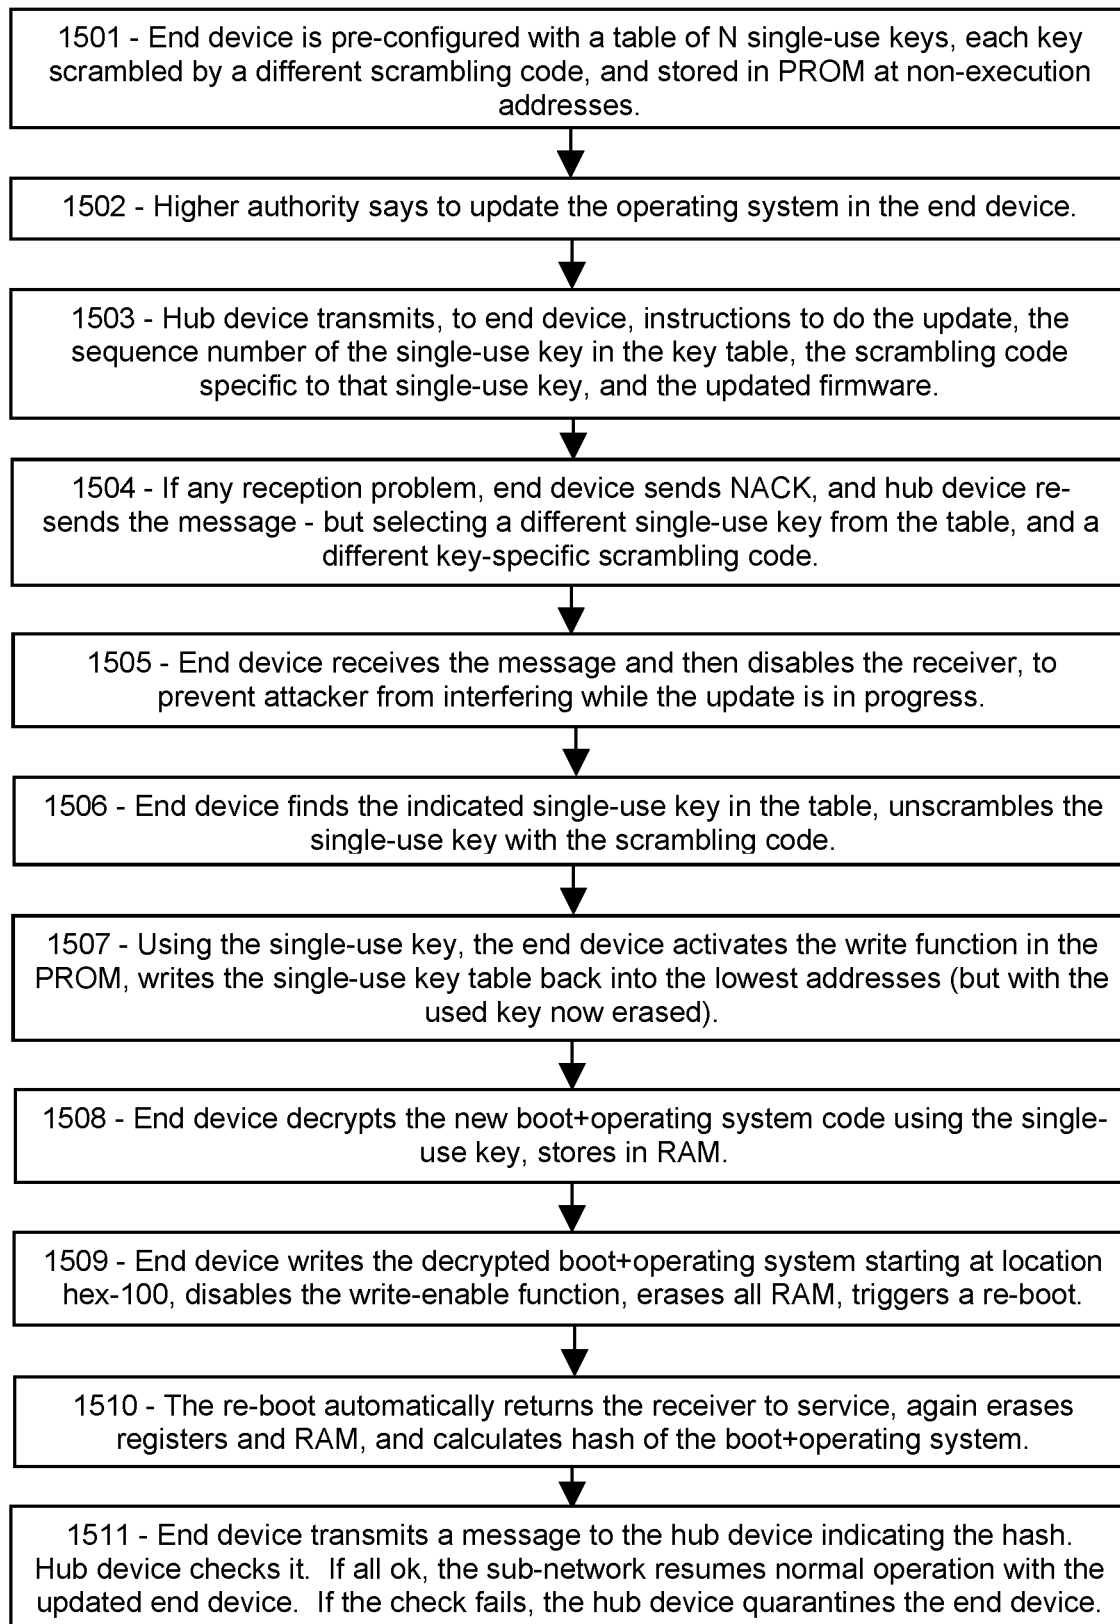 1501 - End device is pre-configured with a table of N single-use keys, each key
scrambled by a different scrambling code, and stored in PROM at non-execution
addresses.
1502 - Higher authority says to update the operating system in the end device.
1503 - Hub device transmits, to end device, instructions to do the update, the
sequence number of the single-use key in the key table, the scrambling code
specific to that single-use key, and the updated firmware.
1504 - If any reception problem, end device sends NACK, and hub device re-
sends the message - but selecting a different single-use key from the table, and a
different key-specific scrambling code.
1505 - End device receives the message and then disables the receiver, to
prevent attacker from interfering while the update is in progress.
1506 - End device finds the indicated single-use key in the table, unscrambles the
single-use key with the scrambling code.
1507 - Using the single-use key, the end device activates the write function in the
PROM, writes the single-use key table back into the lowest addresses (but with the
used key now erased).
1508 - End device decrypts the new boot+operating system code using the single-
use key, stores in RAM.
1509 - End device writes the decrypted boot+operating system starting at location
hex-100, disables the write-enable function, erases all RAM, triggers a re-boot.
1510 - The re-boot automatically returns the receiver to service, again erases
registers and RAM, and calculates hash of the boot+operating system.
1511 - End device transmits a message to the hub device indicating the hash.
Hub device checks it.  If all ok, the sub-network resumes normal operation with the
updated end device.  If the check fails, the hub device quarantines the end device.